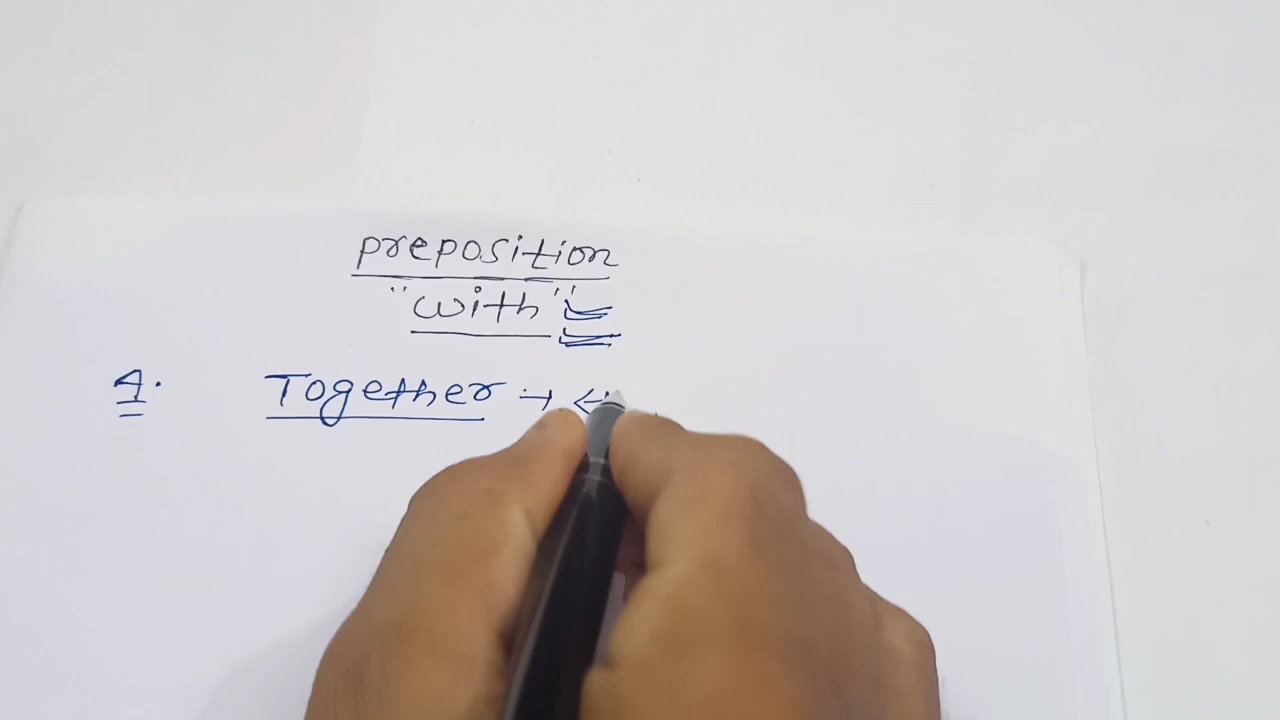 preposition
"with"
1. Together →